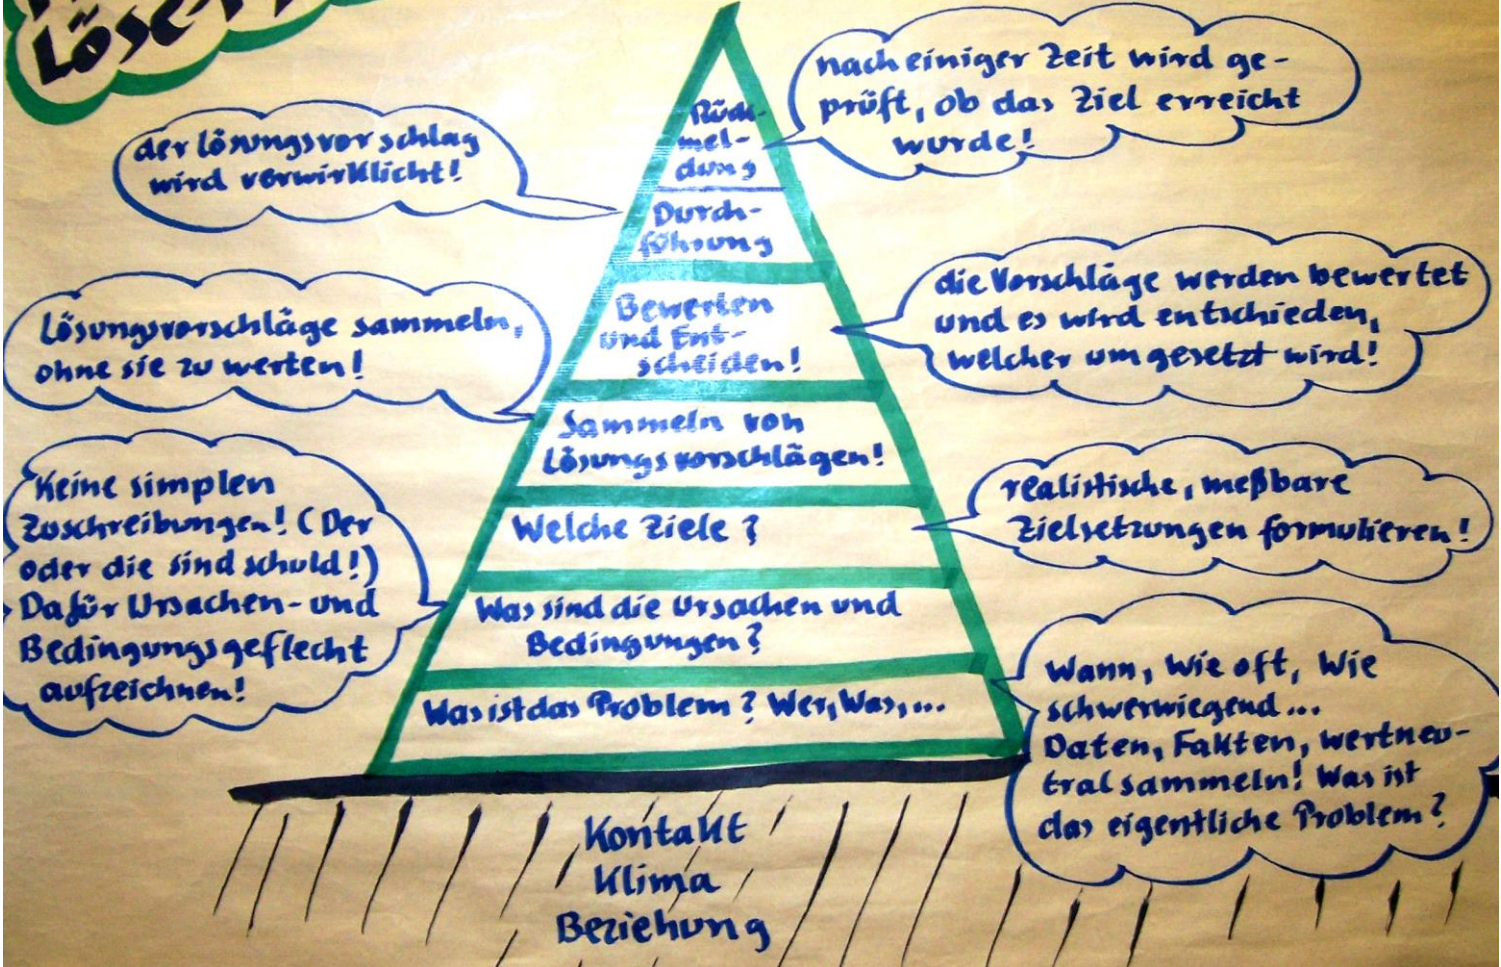 Lösen
nach einiger Zeit wird ge-
prüft, ob das Ziel erreicht
wurde!
der Lösungsvorschlag
wird verwirklicht!
Rück-
mel-
dung
Durch-
führung
die Vorschläge werden bewertet
und es wird entschieden,
welcher umgesetzt wird!
Bewerten
und Ent-
scheiden!
Lösungsvorschläge sammeln,
ohne sie zu werten!
Sammeln von
Lösungsvorschlägen!
Keine simplen
Zuschreibungen! (Der
oder die sind schuld!)
Dafür Ursachen- und
Bedingungsgeflecht
aufzeichnen!
Welche Ziele?
realistische, meßbare
Zielsetzungen formulieren!
Was sind die Ursachen und
Bedingungen?
Was ist das Problem? Wer, Was, ...
Wann, Wie oft, Wie
schwerwiegend...
Daten, Fakten, wertneu-
tral sammeln! Was ist
das eigentliche Problem?
Kontakt
Klima
Beziehung